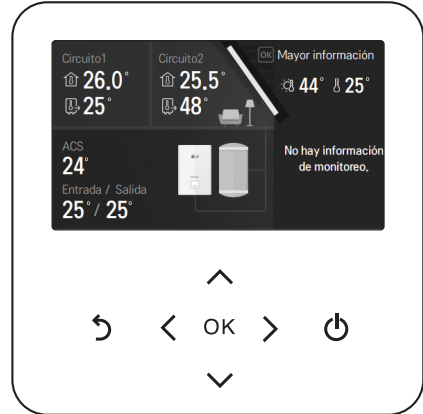 Circuito1
26.0°
25°
Circuito2
25.5°
48°
OK Mayor información
44° 25°
ACS
24°
Entrada / Salida
25° / 25°
No hay información
de monitoreo.
OK